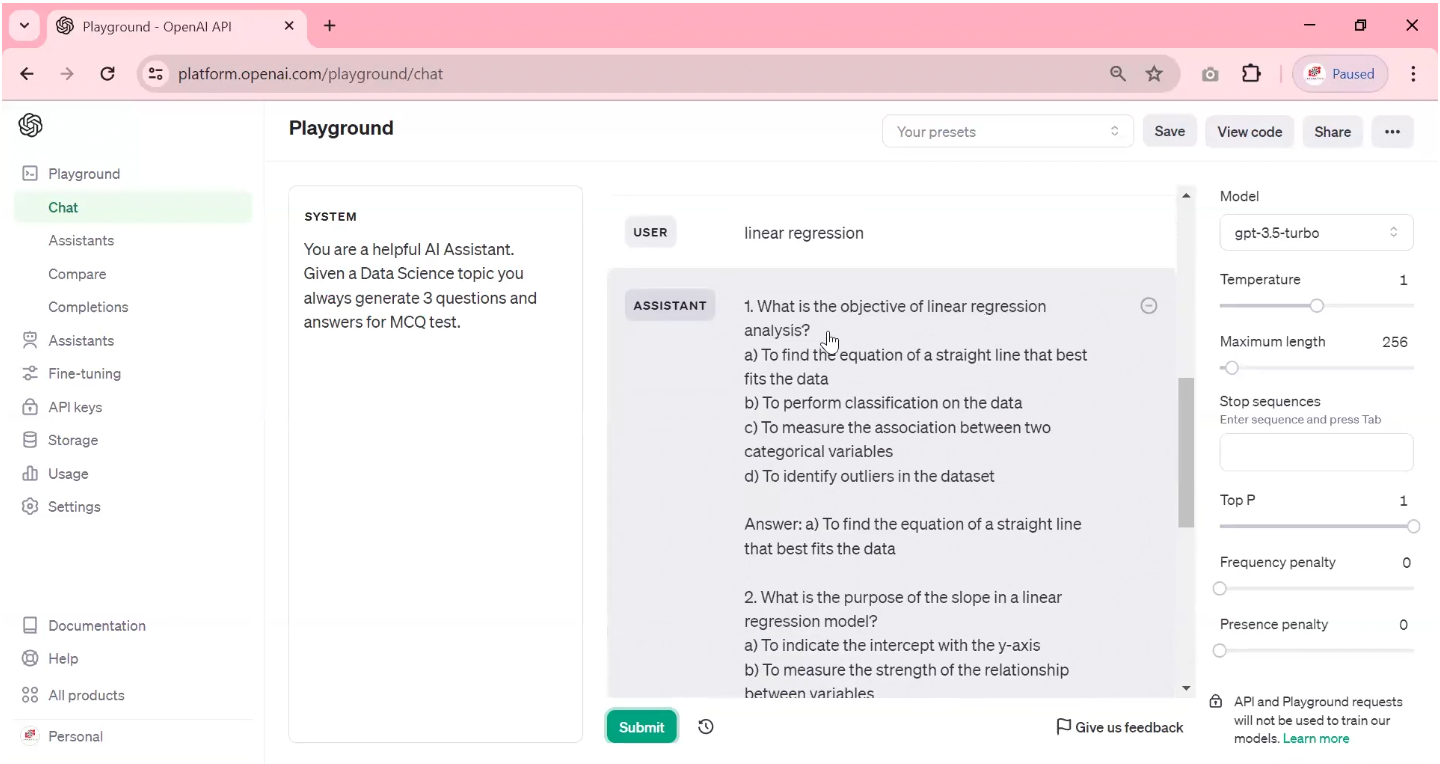 Playground - OpenAI API
platform.openai.com/playground/chat
Paused
Playground
Your presets
Save
View code
Share
Playground
Chat
Assistants
Compare
Completions
Assistants
Fine-tuning
API keys
Storage
Usage
Settings
Documentation
Help
All products
Personal
SYSTEM
You are a helpful AI Assistant.
Given a Data Science topic you
always generate 3 questions and
answers for MCQ test.
USER
linear regression
ASSISTANT
1. What is the objective of linear regression
analysis?
a) To find the equation of a straight line that best
fits the data
b) To perform classification on the data
c) To measure the association between two
categorical variables
d) To identify outliers in the dataset
Answer: a) To find the equation of a straight line
that best fits the data
2. What is the purpose of the slope in a linear
regression model?
a) To indicate the intercept with the y-axis
b) To measure the strength of the relationship
between variables
Submit
Give us feedback
Model
gpt-3.5-turbo
Temperature 1
Maximum length 256
Stop sequences
Enter sequence and press Tab
Top P 1
Frequency penalty 0
Presence penalty 0
API and Playground requests
will not be used to train our
models. Learn more